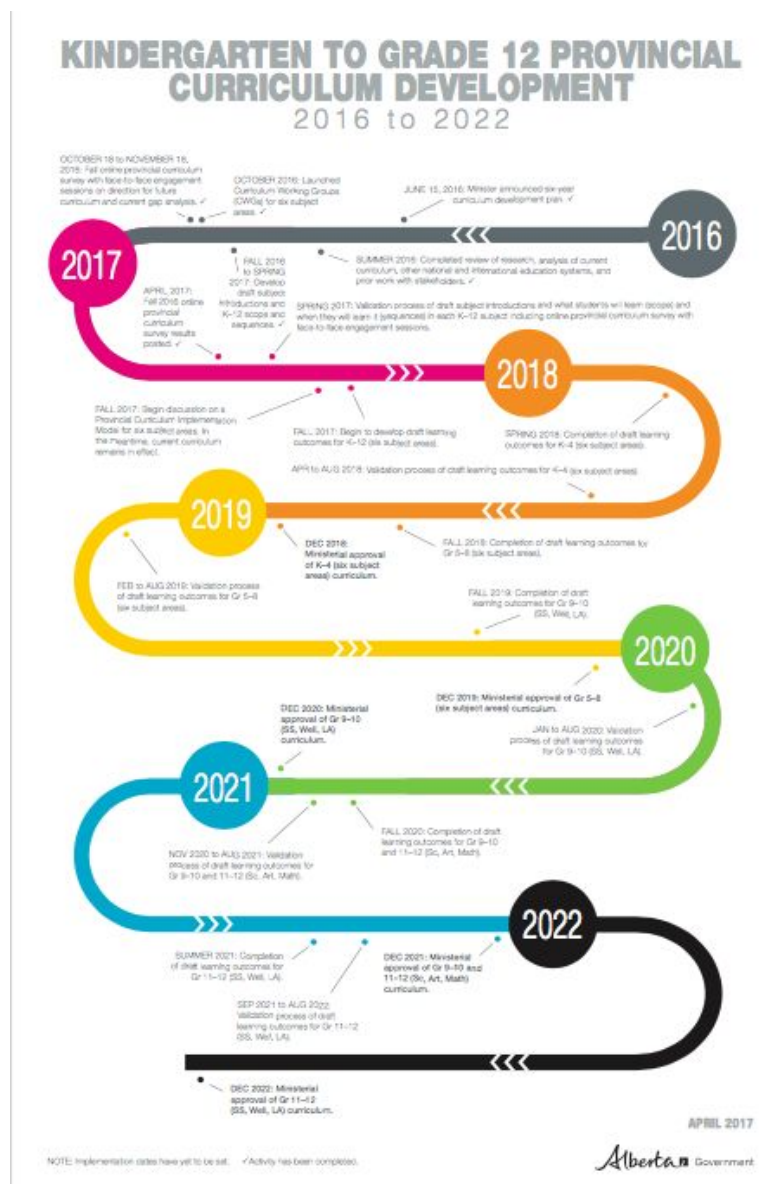 KINDERGARTEN TO GRADE 12 PROVINCIAL
CURRICULUM DEVELOPMENT
2016 to 2022
OCTOBER 18 to NOVEMBER 18,
2016: Fall online provincial curriculum
survey with face-to-face engagement
sessions on direction for future
curriculum and current gap analysis. ✓
OCTOBER 2016: Launched
Curriculum Working Groups
(CWGs) for six subject
areas. ✓
JUNE 15, 2016: Minister announced six-year
curriculum development plan. ✓
2016
2017
FALL 2016
to SPRING
2017: Develop
draft subject
introductions and
K–12 scope and
sequences. ✓
SUMMER 2016: Completed review of research, analysis of current
curriculum, other national and international education systems, and
prior work with stakeholders. ✓
APRIL 2017:
Fall 2016 online
provincial
curriculum
survey results
posted. ✓
SPRING 2017: Validation process of draft subject introductions and what students will learn (scope) and
when they will learn it (sequences) in each K–12 subject including online provincial curriculum survey with
face-to-face engagement sessions.
2018
FALL 2017: Begin discussion on a
Provincial Curriculum Implementation
Model for six subject areas. In
the meantime, current curriculum
remains in effect.
FALL 2017: Begin to develop draft learning
outcomes for K–12 (six subject areas).
SPRING 2018: Completion of draft learning
outcomes for K–4 (six subject areas).
APR to AUG 2018: Validation process of draft learning outcomes for K–4 (six subject areas)
2019
DEC 2018:
Ministerial approval
of K–4 (six subject
areas) curriculum.
FALL 2018: Completion of draft learning outcomes for
Gr 5–8 (six subject areas).
FEB to AUG 2019: Validation process
of draft learning outcomes for Gr 5–8
(six subject areas).
FALL 2019: Completion of draft
learning outcomes for Gr 9–10
(SS, Well, LA).
2020
DEC 2019: Ministerial approval of Gr 5–8
(six subject areas) curriculum.
DEC 2020: Ministerial
approval of Gr 9–10
(SS, Well, LA)
curriculum.
JAN to AUG 2020: Validation
process of draft learning outcomes
for Gr 9–10 (SS, Well, LA).
2021
FALL 2020: Completion of draft
learning outcomes for Gr 9–10
and 11–12 (Sc, Art, Math).
NOV 2020 to AUG 2021: Validation
process of draft learning outcomes for
Gr 9–10 and 11–12 (Sc, Art, Math).
2022
SUMMER 2021: Completion
of draft learning outcomes for
Gr 11–12 (SS, Well, LA).
DEC 2021: Ministerial
approval of Gr 9–10 and
11–12 (Sc, Art, Math)
curriculum.
SEP 2021 to AUG 2022:
Validation process of draft
learning outcomes for Gr 11–12
(SS, Well, LA).
DEC 2022: Ministerial
approval of Gr 11–12
(SS, Well, LA) curriculum.
APRIL 2017
NOTE: Implementation dates have yet to be set. ✓Activity has been completed.
Alberta Government